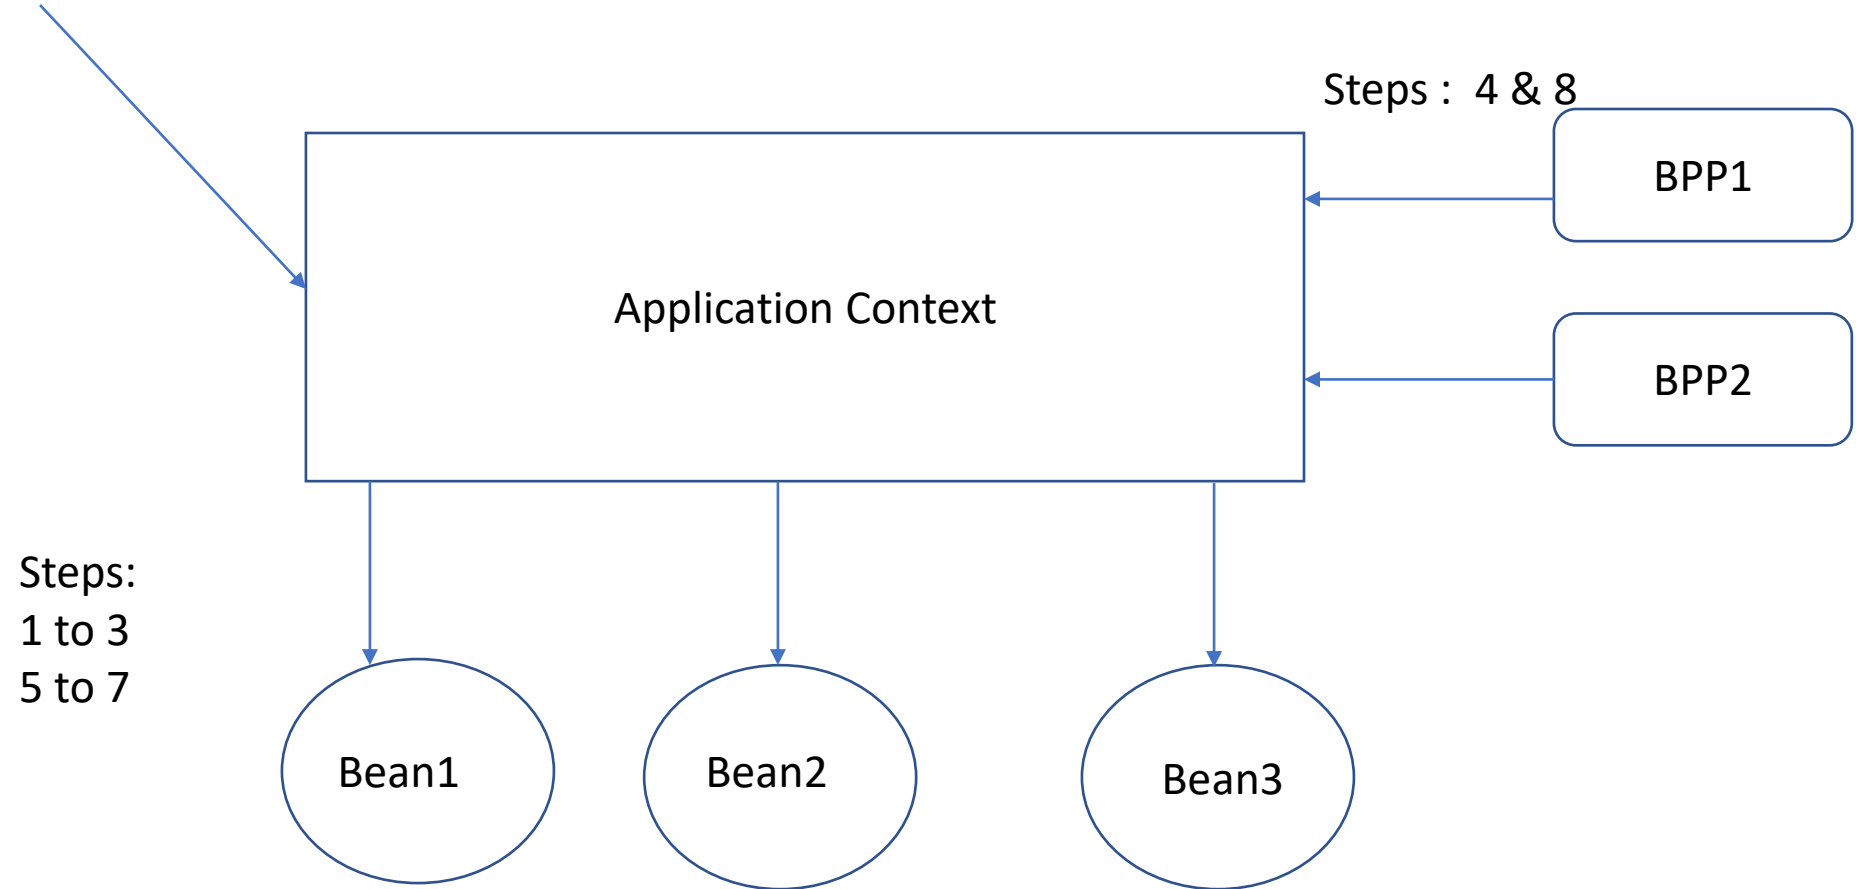 Steps :  4 & 8
BPP1
Application Context
BPP2
Steps:
1 to 3
5 to 7
Bean1
Bean2
Bean3